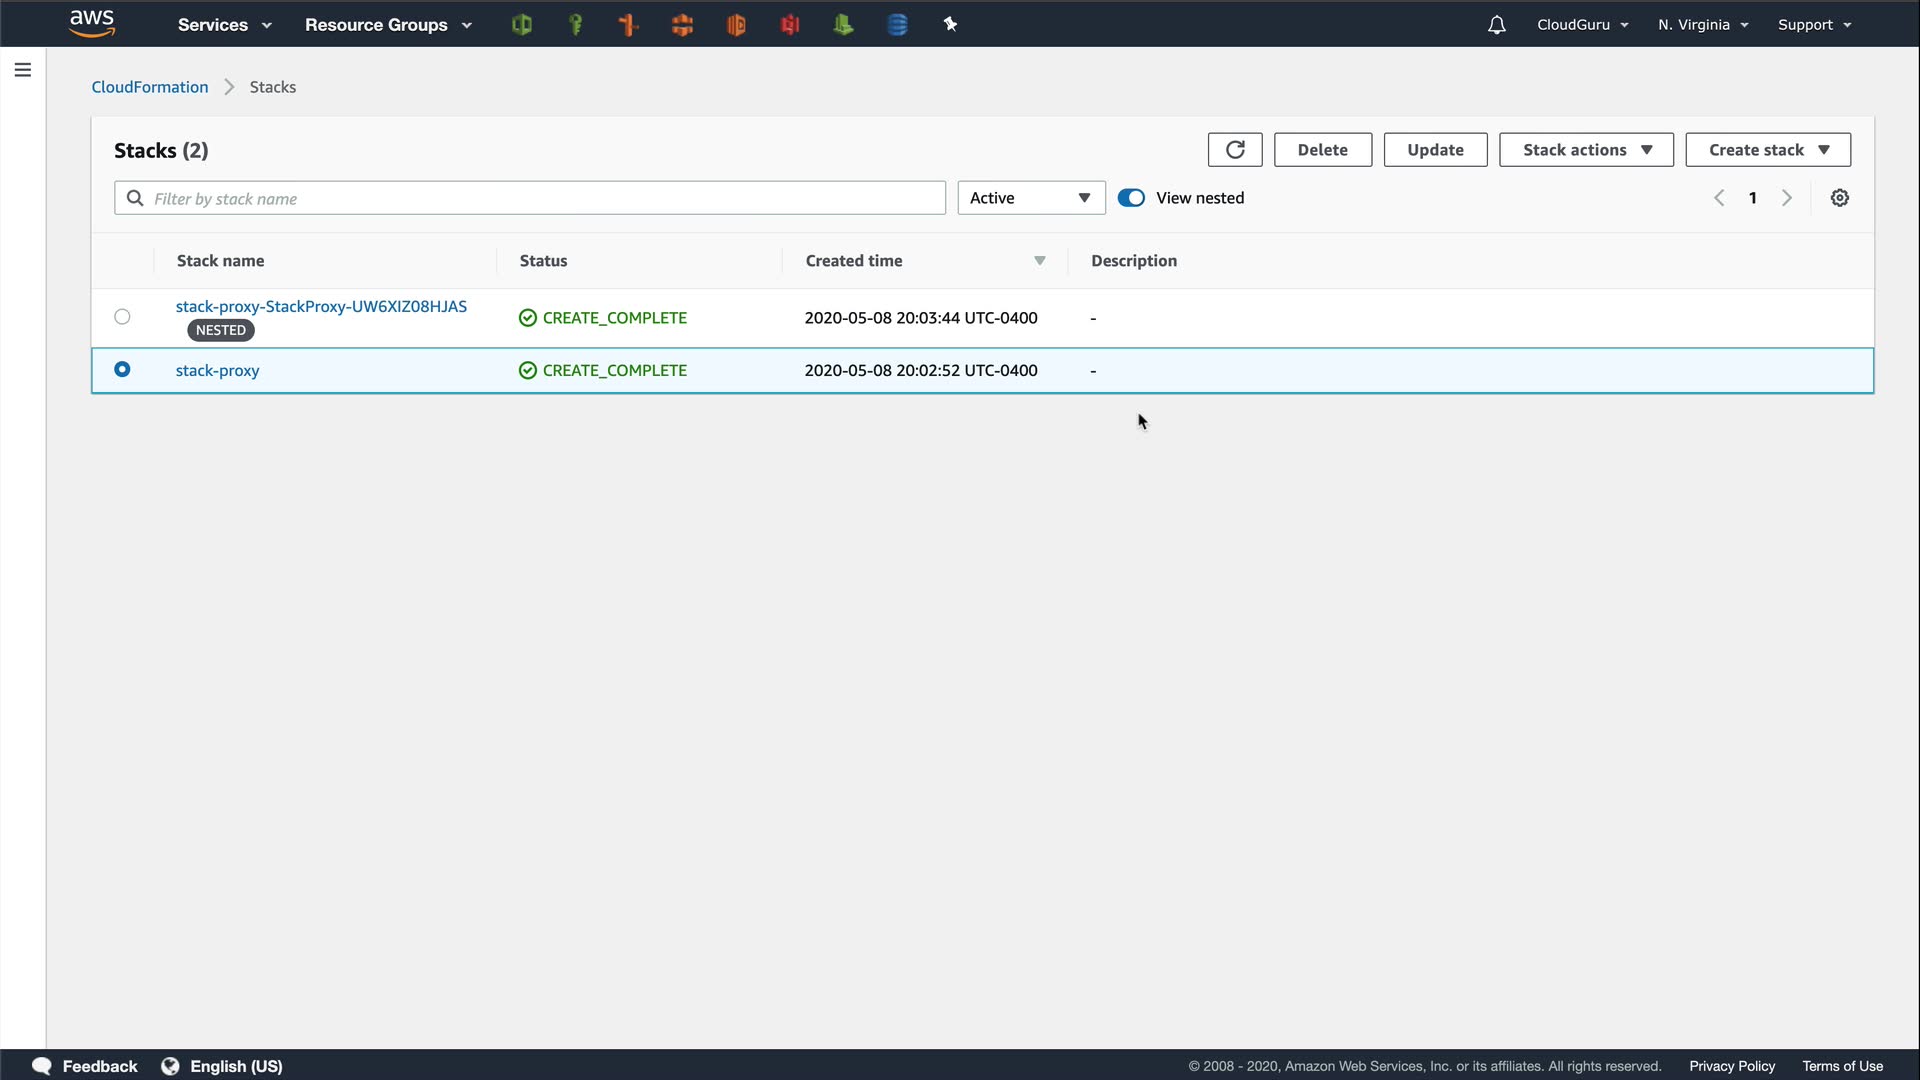 aws Services Resource Groups CloudGuru N. Virginia Support
CloudFormation Stacks
Stacks (2) Delete Update Stack actions Create stack
Filter by stack name Active View nested 1
Stack name Status Created time Description
stack-proxy-StackProxy-UW6XIZ08HJAS
NESTED
CREATE_COMPLETE 2020-05-08 20:03:44 UTC-0400 -
stack-proxy CREATE_COMPLETE 2020-05-08 20:02:52 UTC-0400 -
Feedback English (US) © 2008 - 2020, Amazon Web Services, Inc. or its affiliates. All rights reserved. Privacy Policy Terms of Use